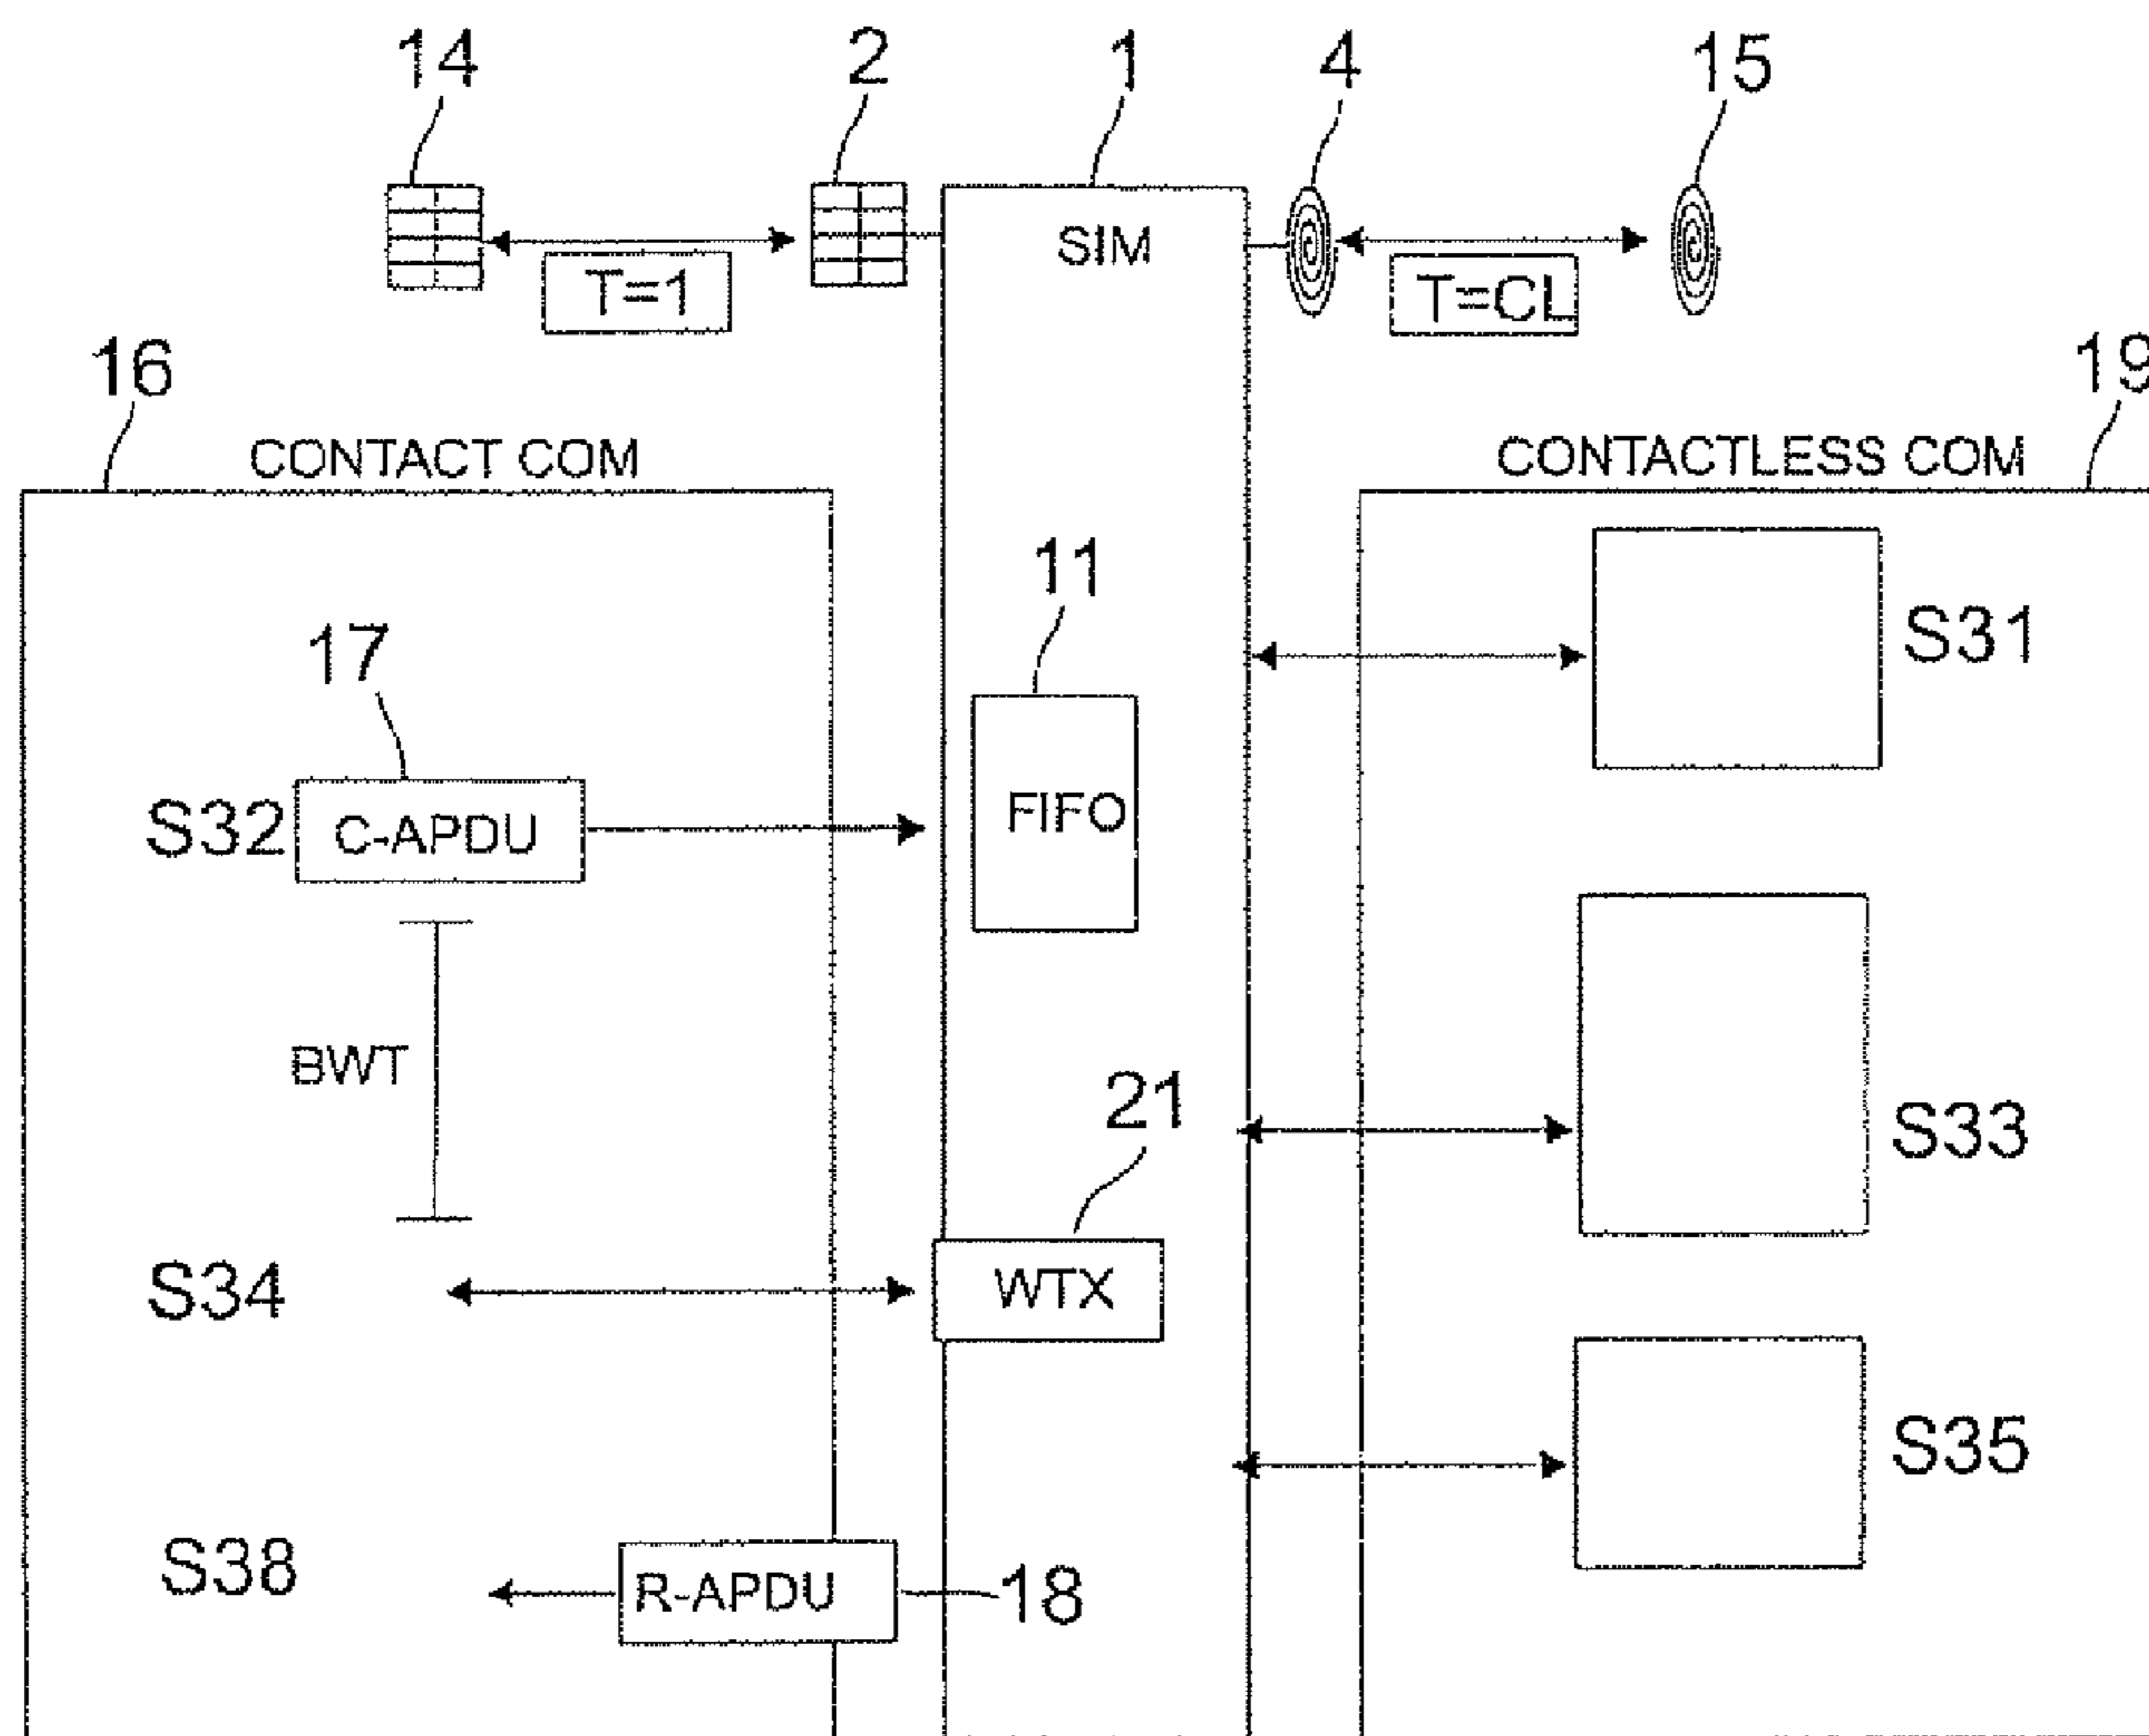 14 2 1 4 15
SIM
T=1
T=CL
16 19
CONTACT COM
CONTACTLESS COM
11
17
S31
FIFO
S32 C-APDU
BWT
21
S33
S34
WTX
S35
S38
R-APDU
18